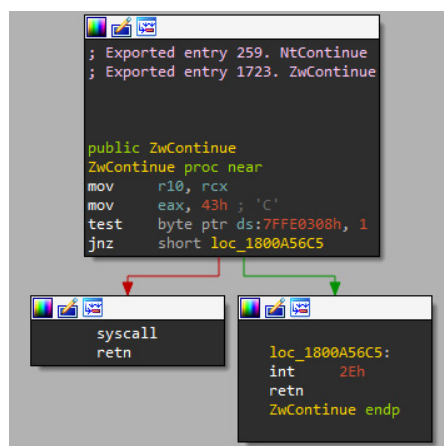 ; Exported entry 259. NtContinue
; Exported entry 1723. ZwContinue
public ZwContinue
ZwContinue proc near
mov r10, rcx
mov eax, 43h ; 'C'
test byte ptr ds:7FFE0308h, 1
jnz short loc_1800A56C5
syscall
retn
loc_1800A56C5:
int 2Eh
retn
ZwContinue endp